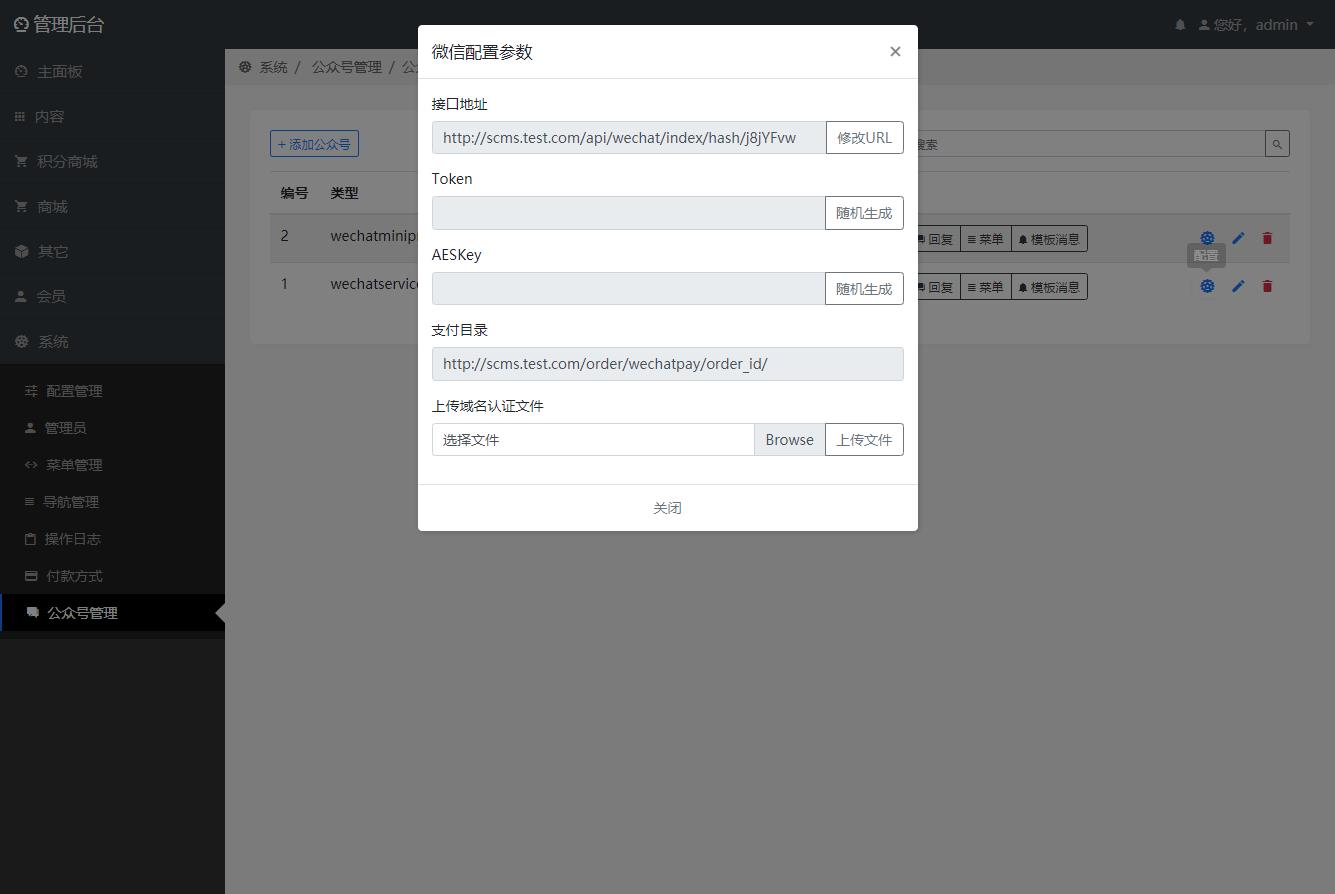 管理后台
您好，admin
主面板
内容
积分商城
商城
其它
会员
系统
配置管理
管理员
菜单管理
导航管理
操作日志
付款方式
公众号管理
系统 / 公众号管理 / 公
+ 添加公众号
搜索
编号 类型
2 wechatminip
回复 菜单 模板消息
配置
1 wechatservic
回复 菜单 模板消息
微信配置参数
×
接口地址
http://scms.test.com/api/wechat/index/hash/j8jYFvw 修改URL
Token
随机生成
AESKey
随机生成
支付目录
http://scms.test.com/order/wechatpay/order_id/
上传域名认证文件
选择文件 Browse 上传文件
关闭